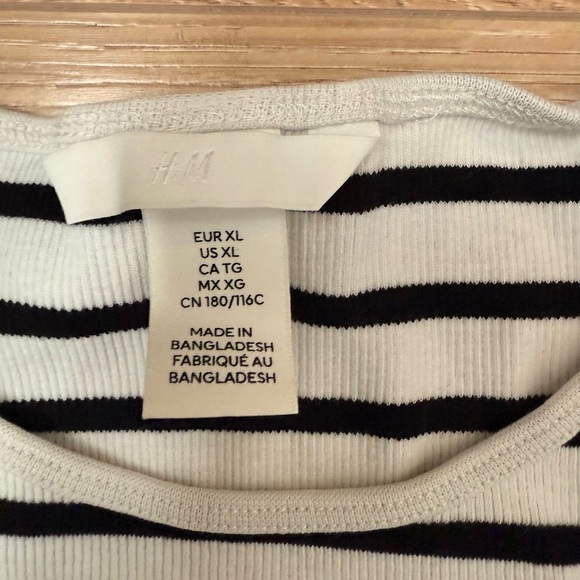 H&M
EUR XL
US XL
CA TG
MX XG
CN 180/116C
MADE IN
BANGLADESH
FABRIQUÉ AU
BANGLADESH